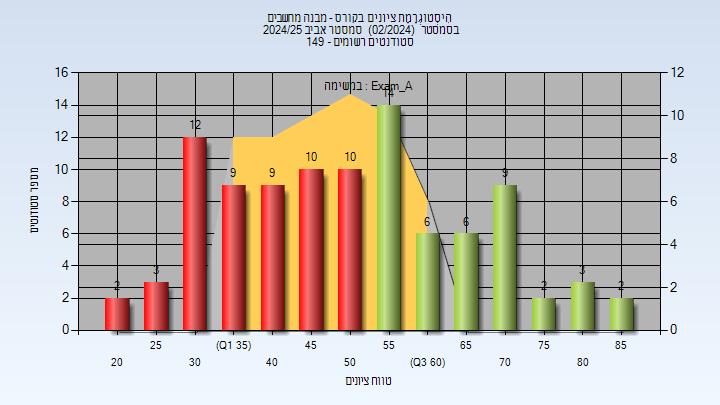 היסטוגרמת ציונים בקורס - מבנה מחשבים
בסמסטר (02/2024) סמסטר אביב 2024/25
סטודנטים רשומים - 149
במשימה : Exam_A
מספר סטודנטים
16 14 12 10 8 6 4 2 0
12 10 8 6 4 2 0
2 3 12 9 9 10 10 14 6 6 9 2 3 2
20 25 30 (Q1 35) 40 45 50 55 (Q3 60) 65 70 75 80 85
טווח ציונים